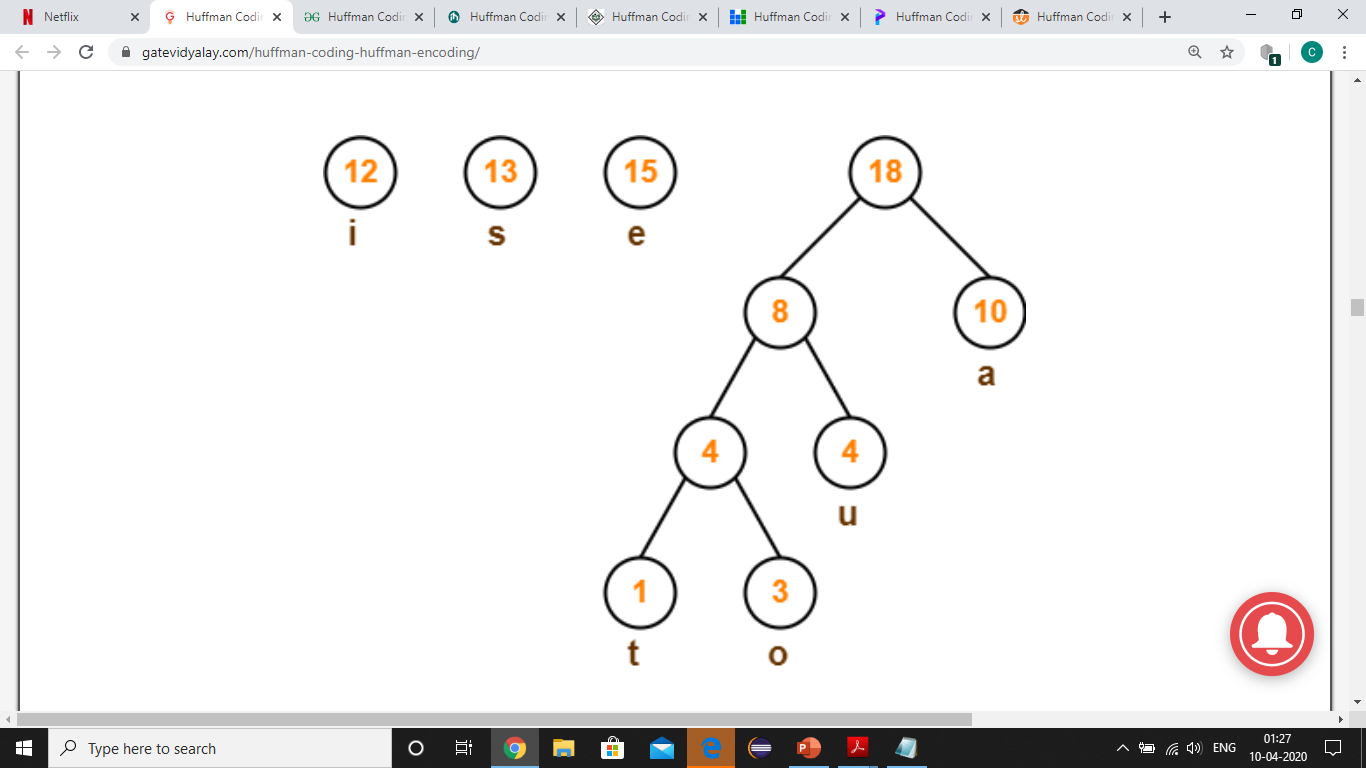 Netflix
Huffman Codi
Huffman Codi
Huffman Codi
Huffman Codi
Huffman Codi
Huffman Codi
Huffman Codi
gatevidyalay.com/huffman-coding-huffman-encoding/
1
C
12 13 15 18
i s e
8 10
a
4 4
u
1 3
t o
Type here to search
ENG
01:27
10-04-2020